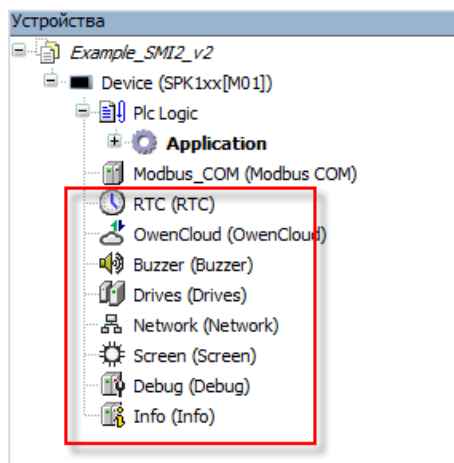 Устройства
Example_SMI2_v2
Device (SPK1xx[M01])
Plc Logic
Application
Modbus_COM (Modbus COM)
RTC (RTC)
OwenCloud (OwenCloud)
Buzzer (Buzzer)
Drives (Drives)
Network (Network)
Screen (Screen)
Debug (Debug)
Info (Info)